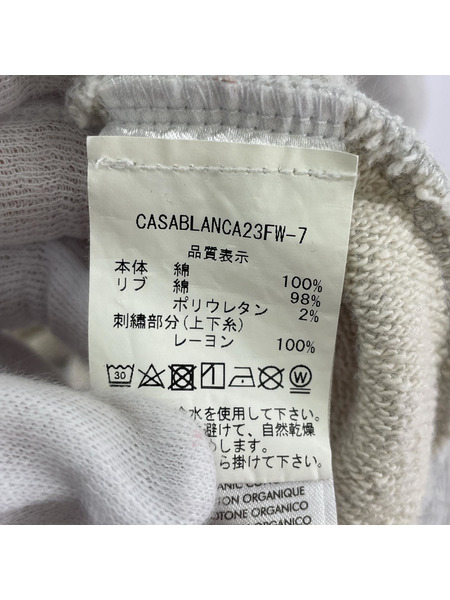 CASABLANCA23FW-7
品質表示
本体 綿 100%
リブ 綿 98%
ポリウレタン 2%
刺繍部分(上下糸)
レーヨン 100%
30 W
水を使用して下さい。
避けて、自然乾燥
めします。
ら掛けて下さい。
ORGANIQUE
ORGANICO
ORGANICO